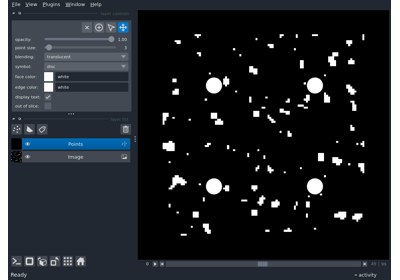 File View Plugins Window Help
opacity: 1.00
point size: 3
blending: translucent
symbol: disc
face color: white
edge color: white
display text:
out of slice:
Points
Image
0
Ready
activity